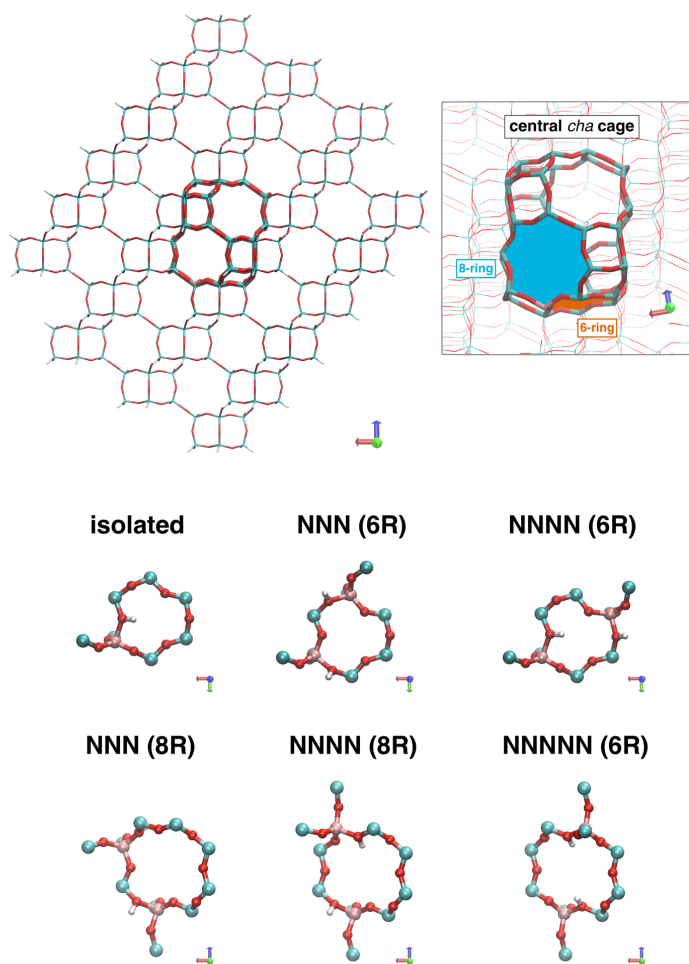 central cha cage
8-ring
6-ring
isolated
NNN (6R)
NNNN (6R)
NNN (8R)
NNNN (8R)
NNNNN (6R)